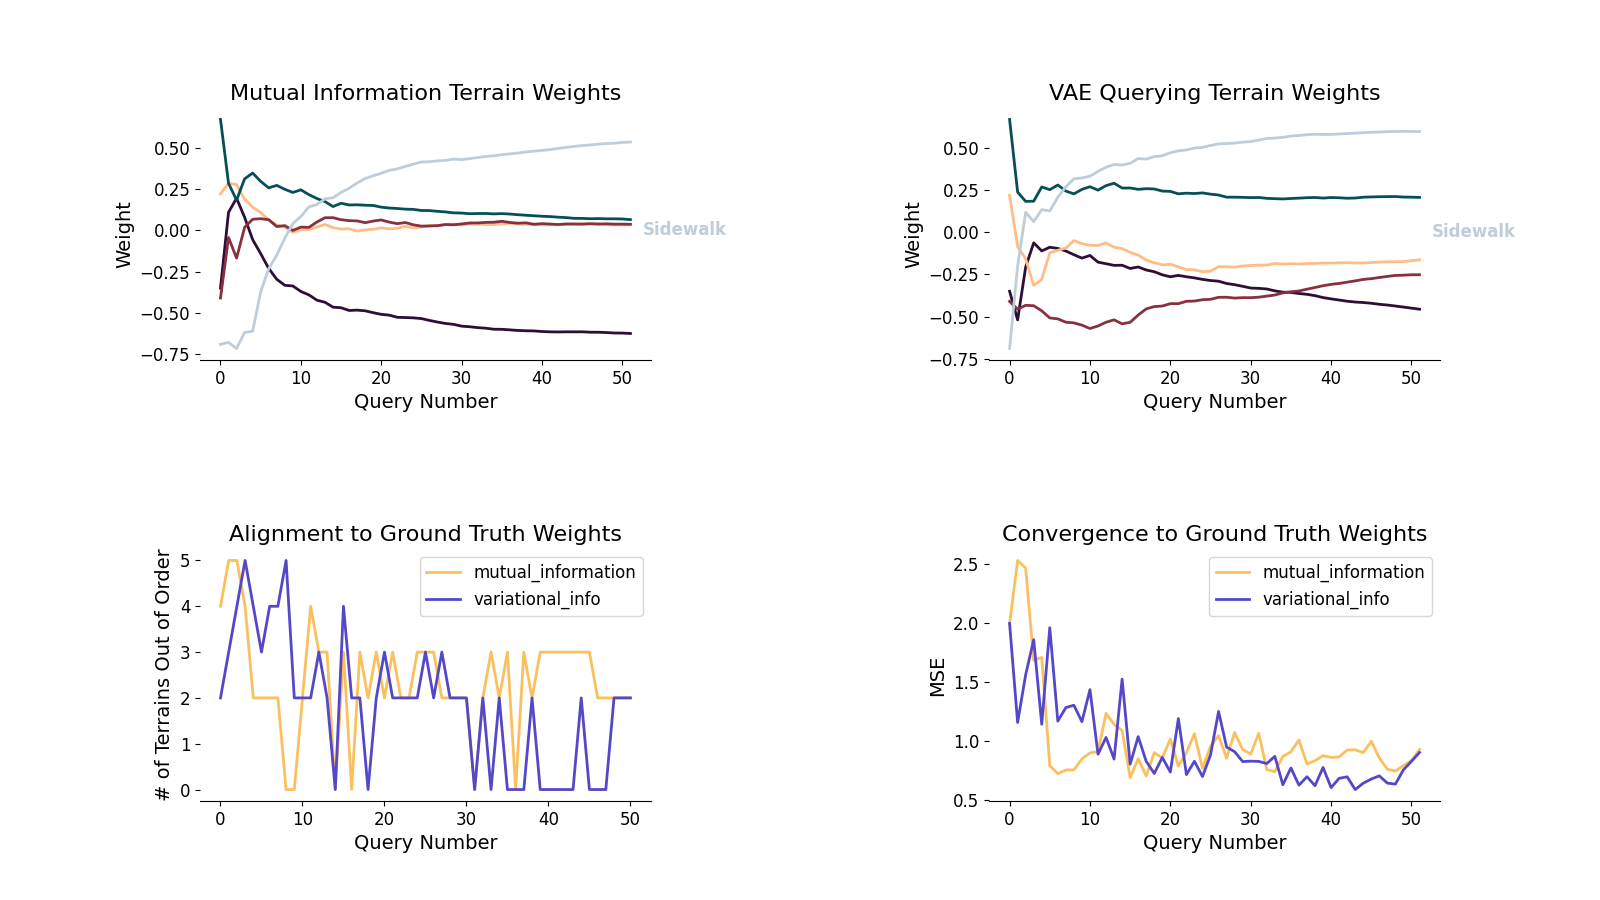 Mutual Information Terrain Weights
0.50
0.25
0.00
−0.25
−0.50
−0.75
Weight
0
10
20
30
40
50
Query Number
Sidewalk
VAE Querying Terrain Weights
0.50
0.25
0.00
−0.25
−0.50
−0.75
Weight
0
10
20
30
40
50
Query Number
Sidewalk
Alignment to Ground Truth Weights
5
4
3
2
1
0
# of Terrains Out of Order
mutual_information
variational_info
0
10
20
30
40
50
Query Number
Convergence to Ground Truth Weights
2.5
2.0
1.5
1.0
0.5
MSE
mutual_information
variational_info
0
10
20
30
40
50
Query Number